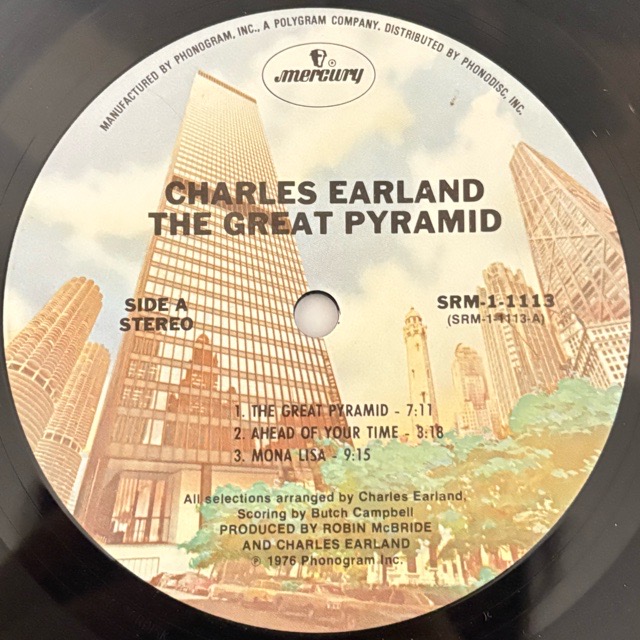 MANUFACTURED BY PHONOGRAM, INC., A POLYGRAM COMPANY. DISTRIBUTED BY PHONODISC, INC.
mercury
CHARLES EARLAND
THE GREAT PYRAMID
SIDE A
STEREO
SRM-1-1113
(SRM-1-1113-A)
1. THE GREAT PYRAMID - 7:11
2. AHEAD OF YOUR TIME - 3:18
3. MONA LISA - 9:15
All selections arranged by Charles Earland,
Scoring by Butch Campbell
PRODUCED BY ROBIN McBRIDE
AND CHARLES EARLAND
℗ 1976 Phonogram Inc.